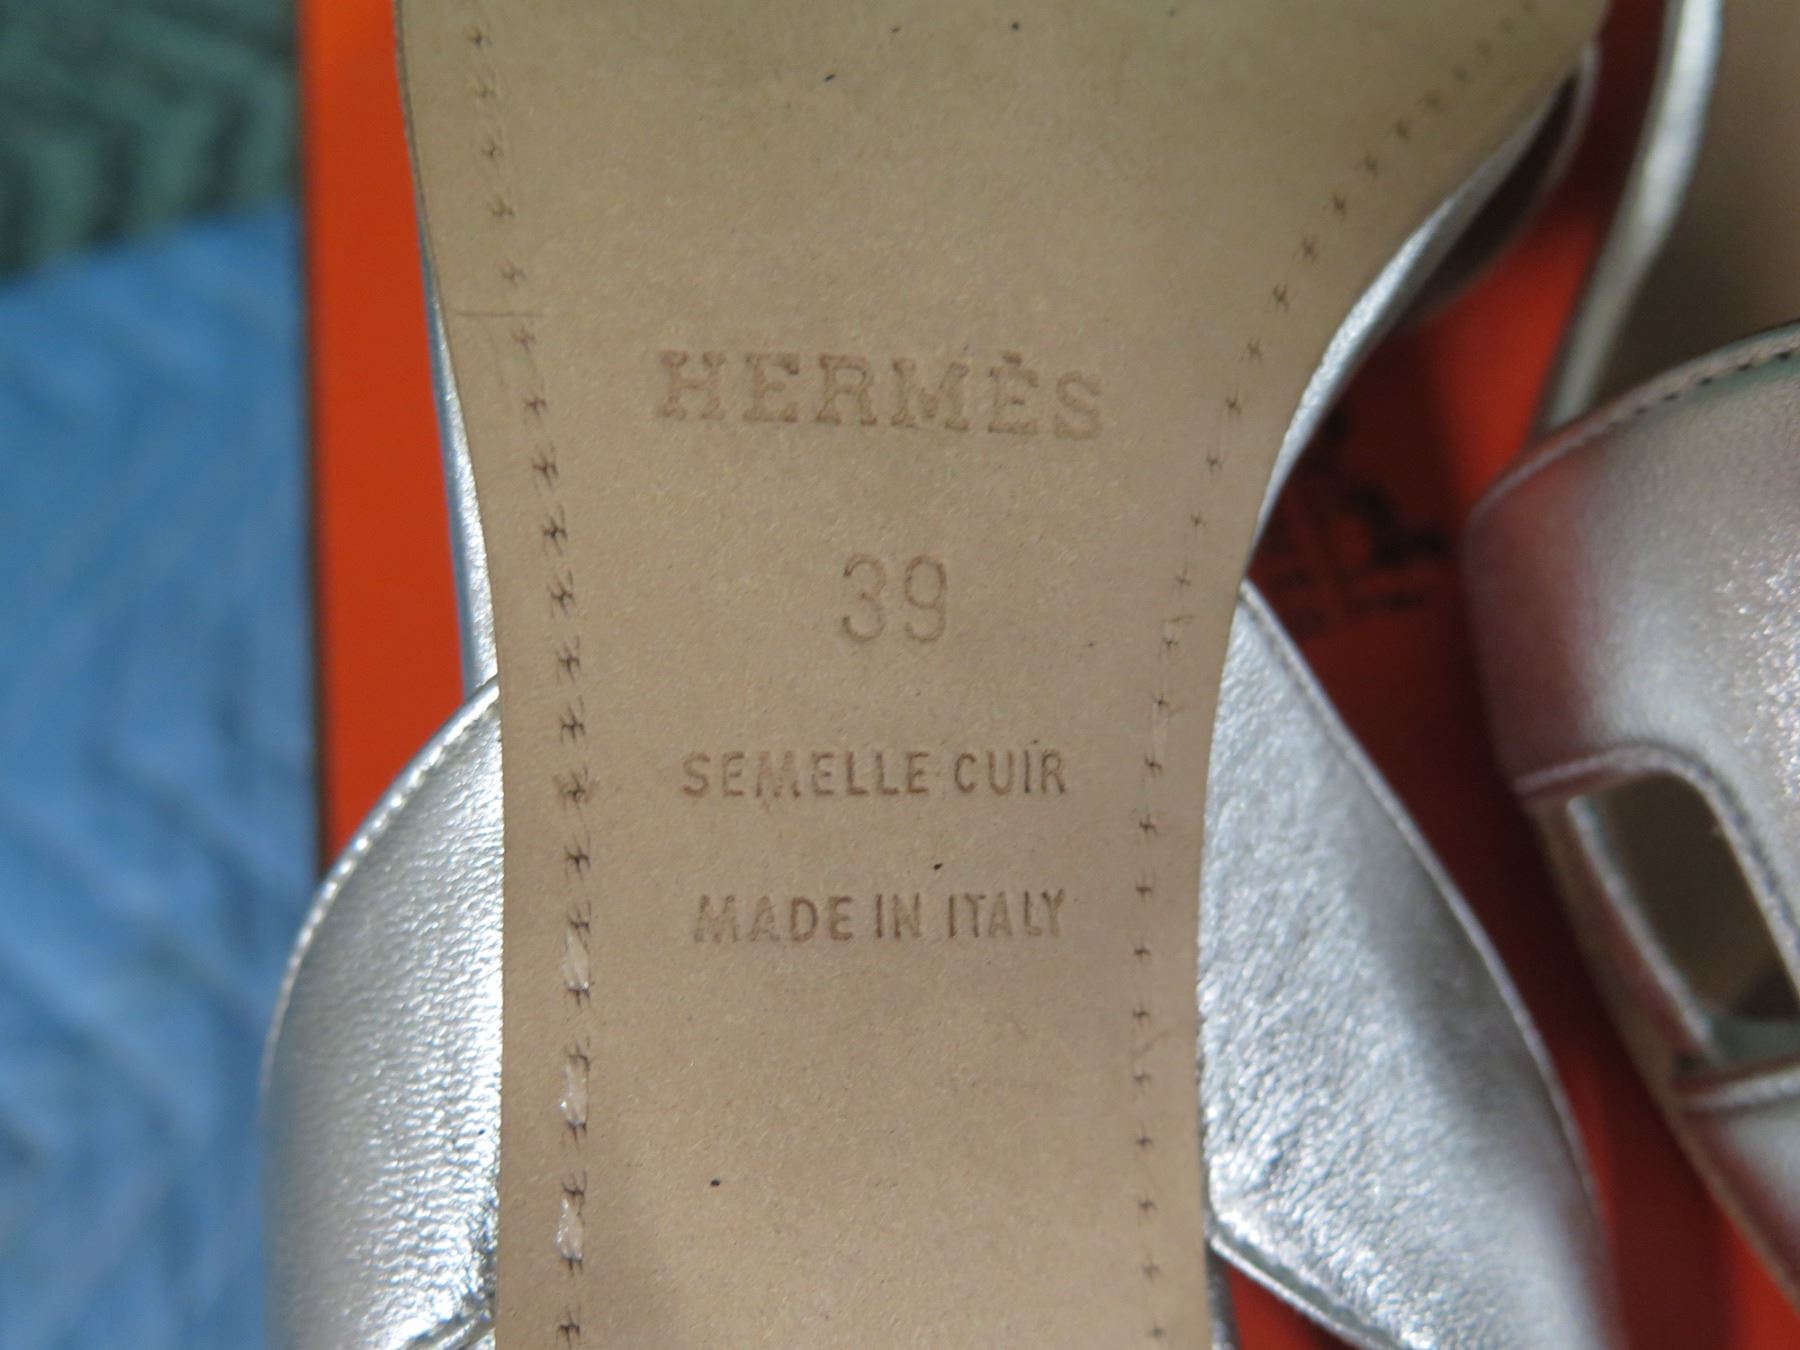 HERMÈS
39
SEMELLE CUIR
MADE IN ITALY